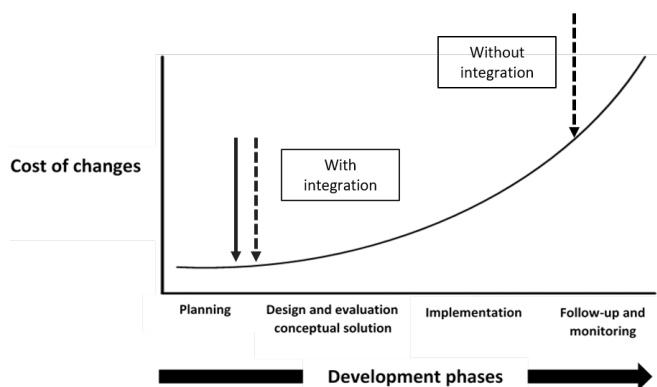 Without
integration
With
integration
Cost of changes
Planning
Design and evaluation
conceptual solution
Implementation
Follow-up and
monitoring
Development phases